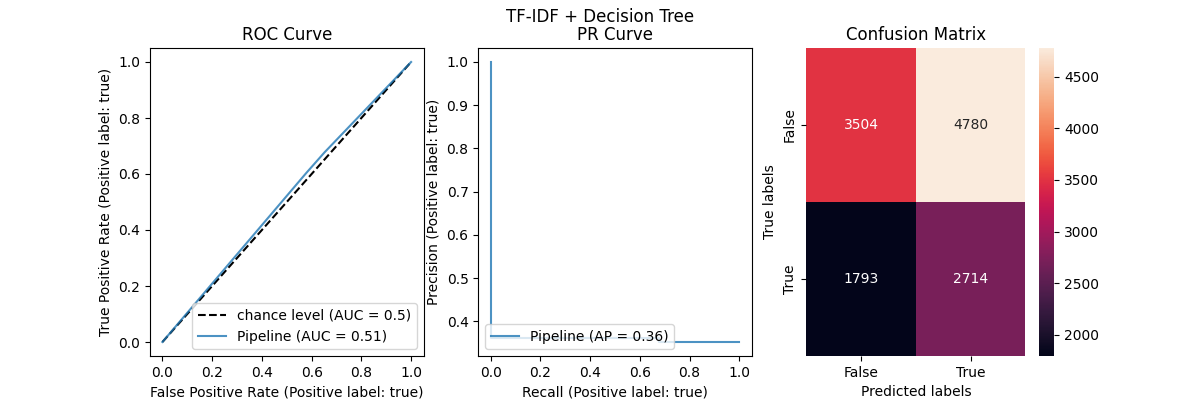 TF-IDF + Decision Tree
ROC Curve
True Positive Rate (Positive label: true)
1.0
0.8
0.6
0.4
0.2
0.0
chance level (AUC = 0.5)
Pipeline (AUC = 0.51)
0.0 0.2 0.4 0.6 0.8 1.0
False Positive Rate (Positive label: true)
PR Curve
Precision (Positive label: true)
1.0
0.9
0.8
0.7
0.6
0.5
0.4
Pipeline (AP = 0.36)
0.0 0.2 0.4 0.6 0.8 1.0
Recall (Positive label: true)
Confusion Matrix
True labels
False
True
3504 4780
1793 2714
False True
Predicted labels
4500
4000
3500
3000
2500
2000